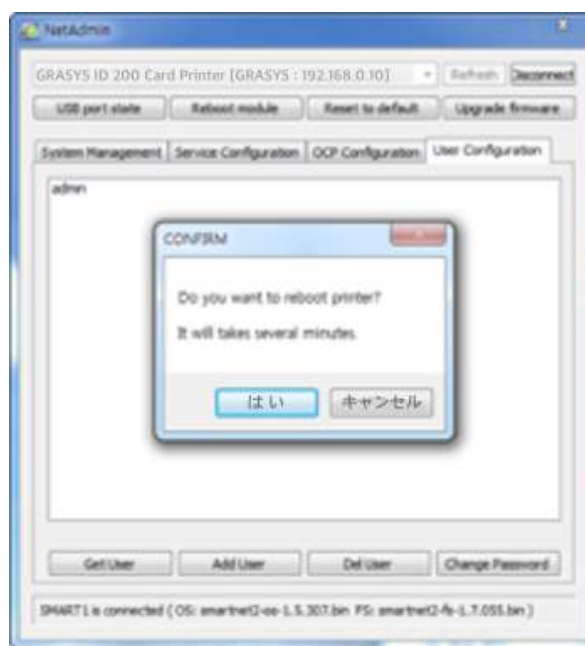 NetAdmin
GRASYS ID 200 Card Printer [GRASYS : 192.168.0.10]
Refresh
Disconnect
USB port state
Reboot module
Reset to default
Upgrade firmware
System Management
Service Configuration
OCP Configuration
User Configuration
admin
CONFIRM
Do you want to reboot printer?
It will takes several minutes.
はい
キャンセル
Get User
Add User
Del User
Change Password
SMART1 is connected ( OS: smartnet2-os-1.5.307.bin FS: smartnet2-fs-1.7.055.bin )